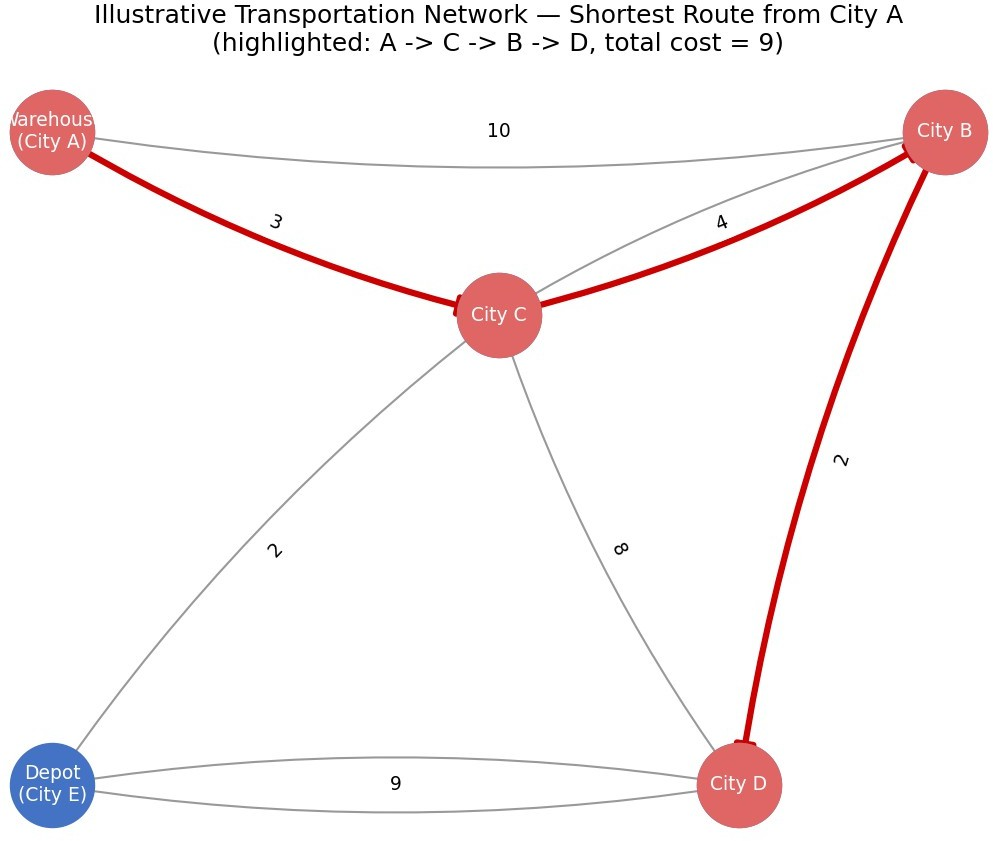 Illustrative Transportation Network — Shortest Route from City A
(highlighted: A -> C -> B -> D, total cost = 9)
Warehouse
(City A)
10
City B
3
4
City C
2
2
8
Depot
(City E)
9
City D